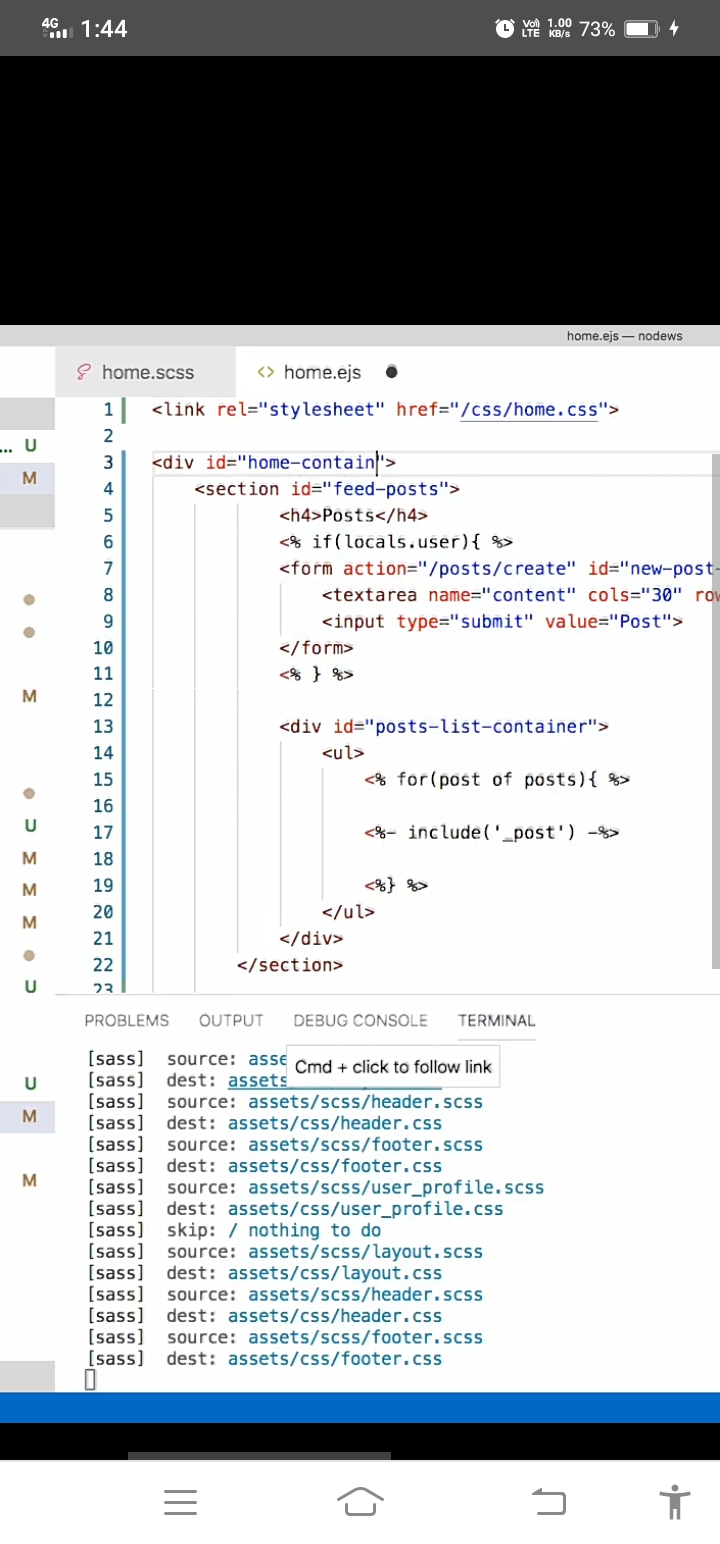 4G 1:44 Vo) LTE 1.00 KB/s 73%
home.ejs — nodews
home.scss <> home.ejs
1 <link rel="stylesheet" href="/css/home.css">
... U
2
3 <div id="home-contain">
M
4 <section id="feed-posts">
5 <h4>Posts</h4>
6 <% if(locals.user){ %>
7 <form action="/posts/create" id="new-post-
8 <textarea name="content" cols="30" row
9 <input type="submit" value="Post">
10 </form>
11 <% } %>
M
12
13 <div id="posts-list-container">
14 <ul>
15 <% for(post of posts){ %>
16
U
17 <%- include('_post') -%>
M
18
M
19 <%} %>
20 </ul>
M
21 </div>
22 </section>
U
23
PROBLEMS OUTPUT DEBUG CONSOLE TERMINAL
[sass] source: asse
Cmd + click to follow link
U
[sass] dest: assets
[sass] source: assets/scss/header.scss
M
[sass] dest: assets/css/header.css
[sass] source: assets/scss/footer.scss
[sass] dest: assets/css/footer.css
M
[sass] source: assets/scss/user_profile.scss
[sass] dest: assets/css/user_profile.css
[sass] skip: / nothing to do
[sass] source: assets/scss/layout.scss
[sass] dest: assets/css/layout.css
[sass] source: assets/scss/header.scss
[sass] dest: assets/css/header.css
[sass] source: assets/scss/footer.scss
[sass] dest: assets/css/footer.css